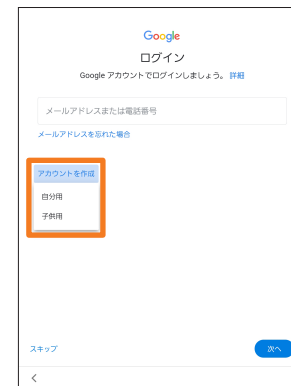 Google
ログイン
Google アカウントでログインしましょう。 詳細
メールアドレスまたは電話番号
メールアドレスを忘れた場合
アカウントを作成
自分用
子供用
スキップ 次へ